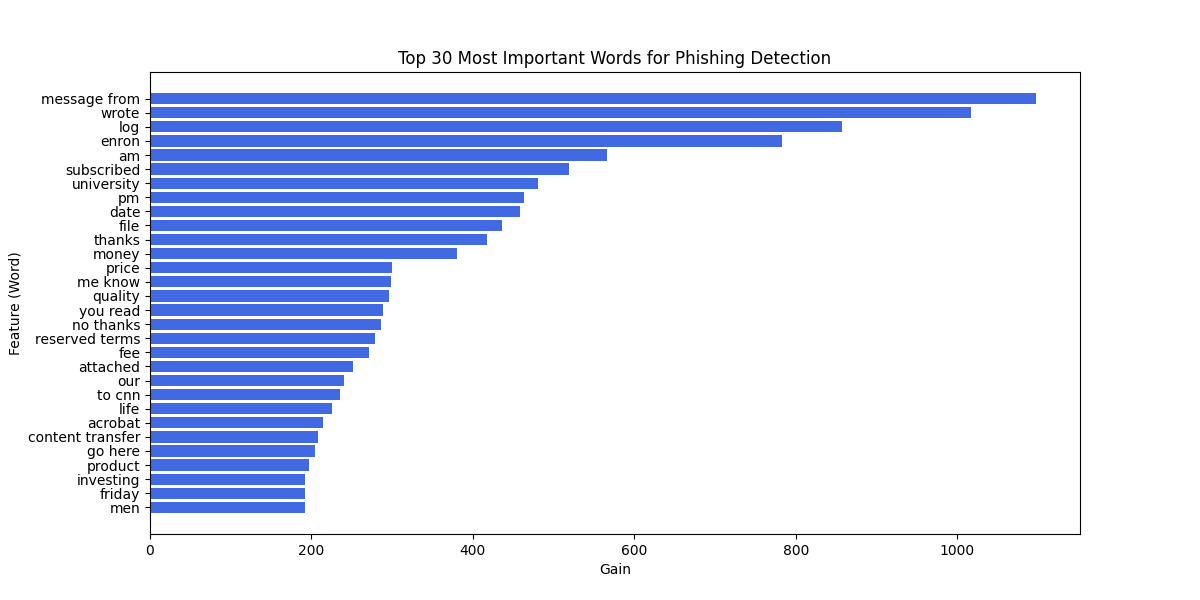 Top 30 Most Important Words for Phishing Detection
Feature (Word)
message from
wrote
log
enron
am
subscribed
university
pm
date
file
thanks
money
price
me know
quality
you read
no thanks
reserved terms
fee
attached
our
to cnn
life
acrobat
content transfer
go here
product
investing
friday
men
0 200 400 600 800 1000
Gain